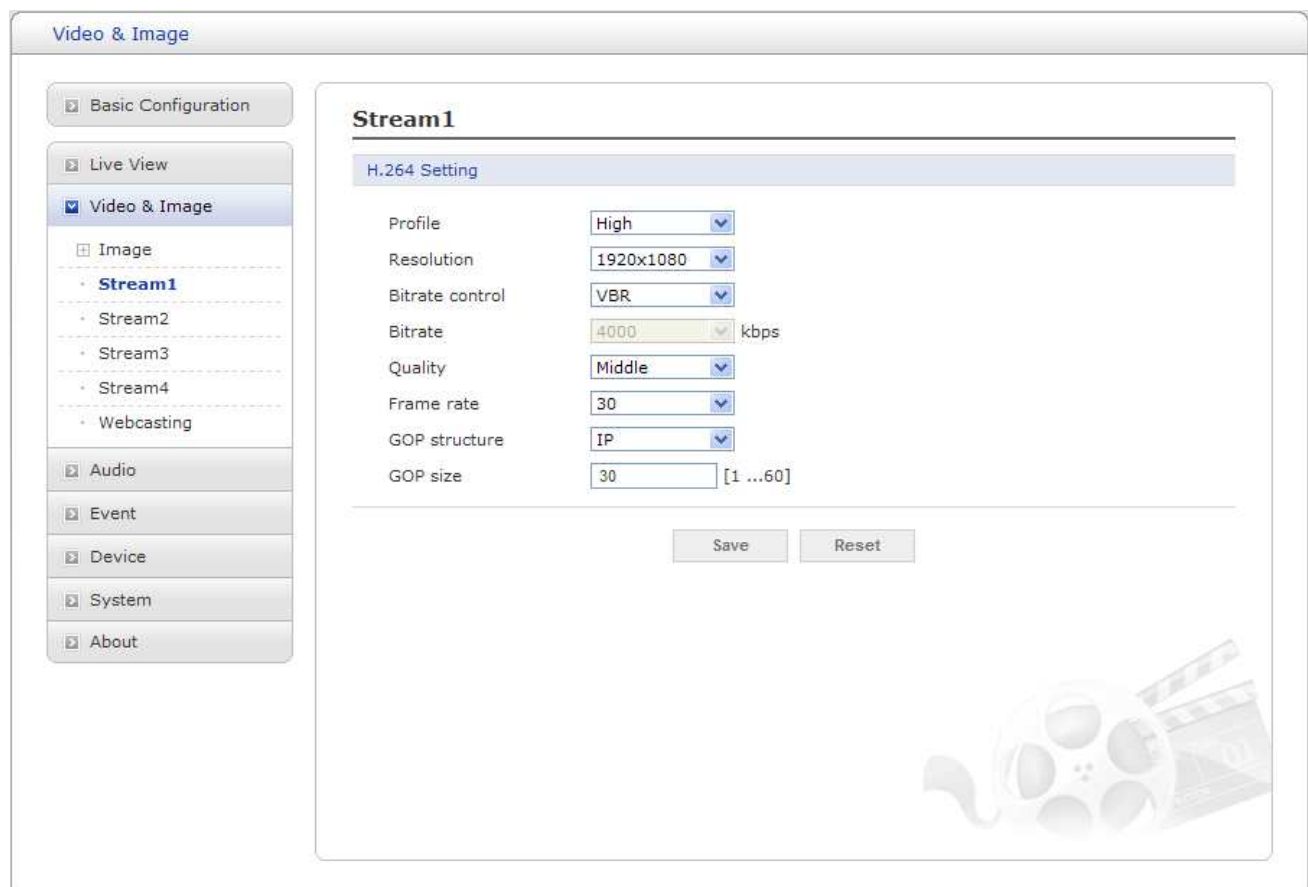 Video & Image
Basic Configuration
Live View
Video & Image
Image
Stream1
Stream2
Stream3
Stream4
Webcasting
Audio
Event
Device
System
About
Stream1
H.264 Setting
Profile High
Resolution 1920x1080
Bitrate control VBR
Bitrate 4000 kbps
Quality Middle
Frame rate 30
GOP structure IP
GOP size 30 [1 ...60]
Save Reset